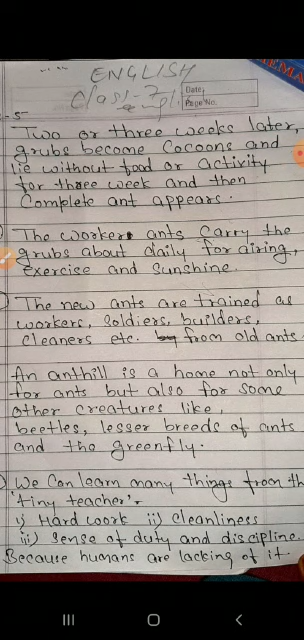 ENGLISH
Class-7
Date:
Page No.
-5-
Two or three weeks later,
grubs become Cocoons and
lie without food or activity
for three week and then
Complete ant appears.
The workers ants Carry the
grubs about daily for airing,
exercise and sunshine.
The new ants are trained as
workers, Soldiers, builders,
cleaners etc. from old ants
An anthill is a home not only
for ants but also for some
other creatures like,
beetles, lesser breeds of ants
and the greenfly.
We Can learn many things from th
'tiny teacher'-
i) Hard work ii) cleanliness
iii) Sense of duty and discipline.
Because humans are lacking of it.